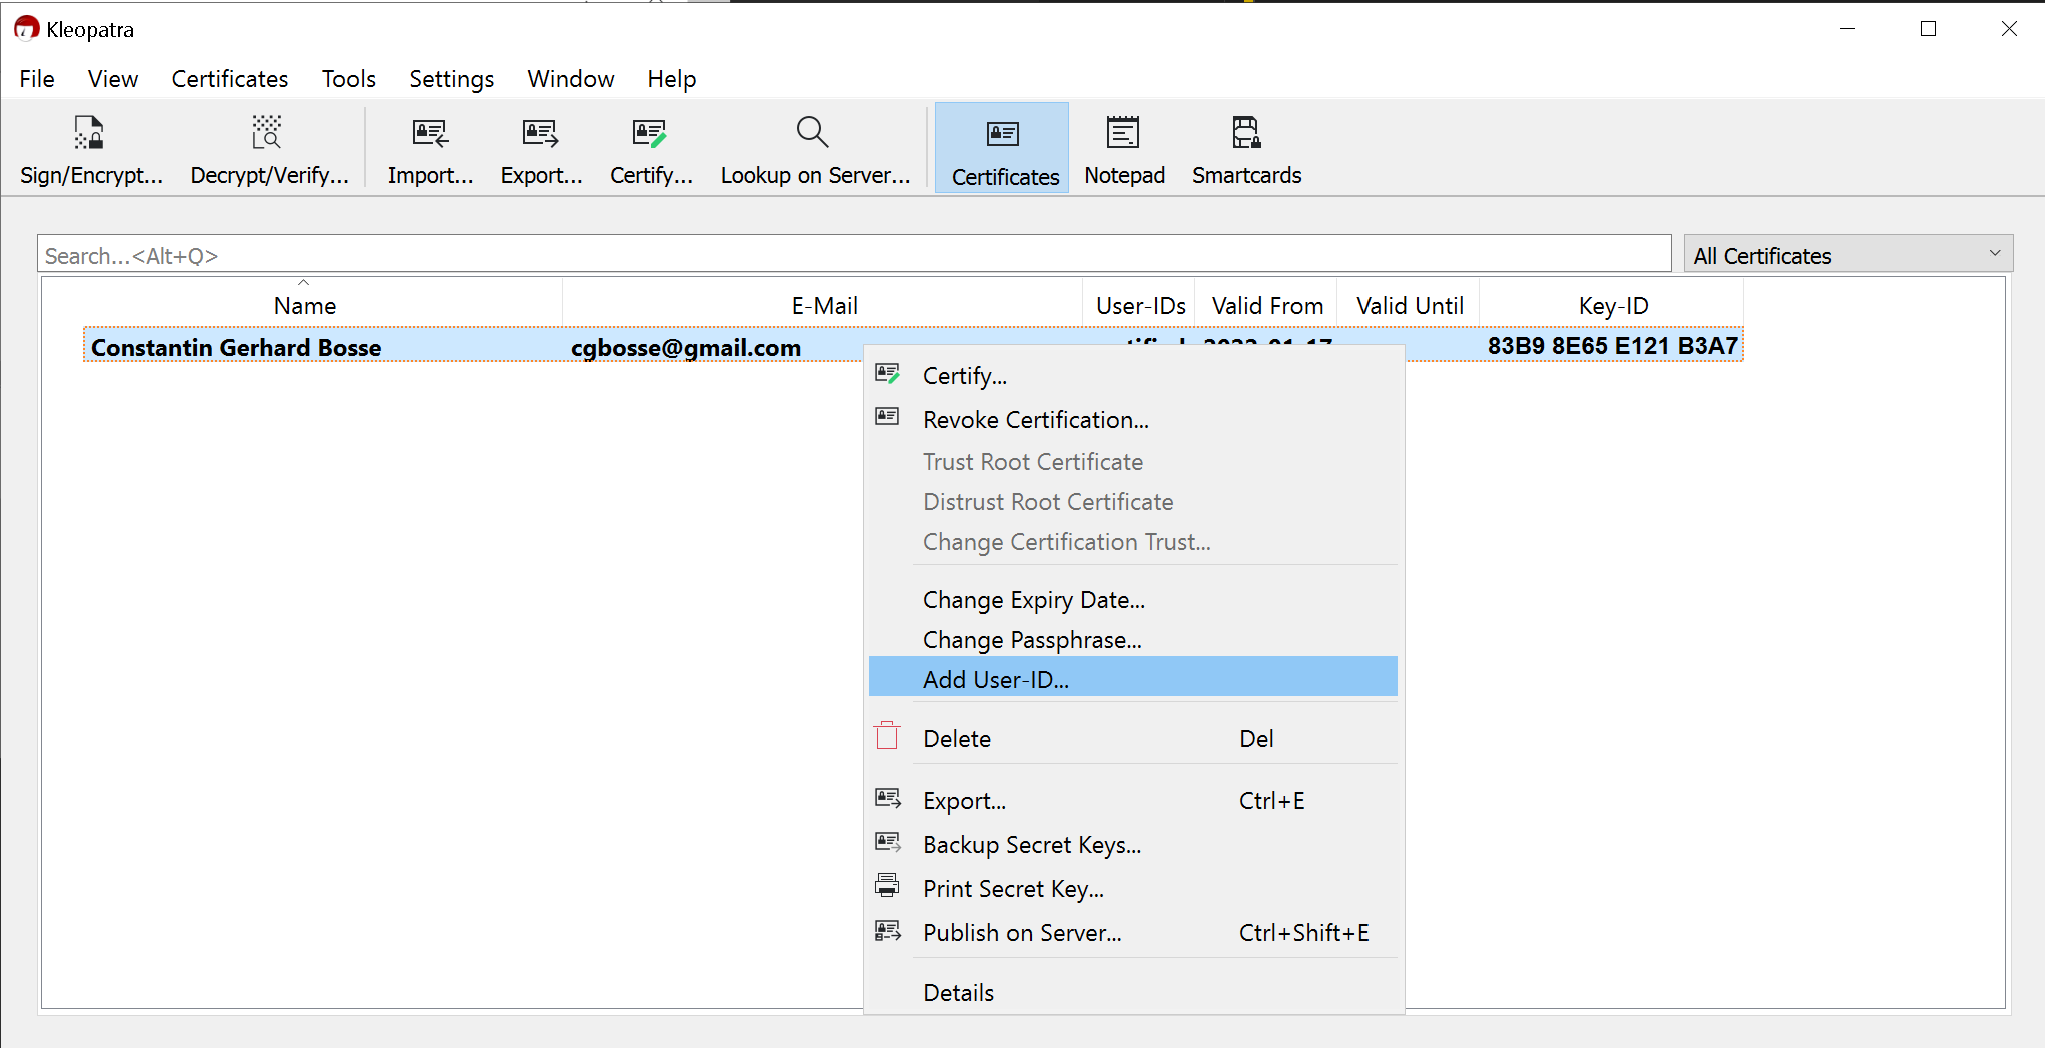 Kleopatra
File View Certificates Tools Settings Window Help
Sign/Encrypt... Decrypt/Verify... Import... Export... Certify... Lookup on Server... Certificates Notepad Smartcards
Search...<Alt+Q> All Certificates
Name E-Mail User-IDs Valid From Valid Until Key-ID
Constantin Gerhard Bosse cgbosse@gmail.com 83B9 8E65 E121 B3A7
Certify...
Revoke Certification...
Trust Root Certificate
Distrust Root Certificate
Change Certification Trust...
Change Expiry Date...
Change Passphrase...
Add User-ID...
Delete Del
Export... Ctrl+E
Backup Secret Keys...
Print Secret Key...
Publish on Server... Ctrl+Shift+E
Details